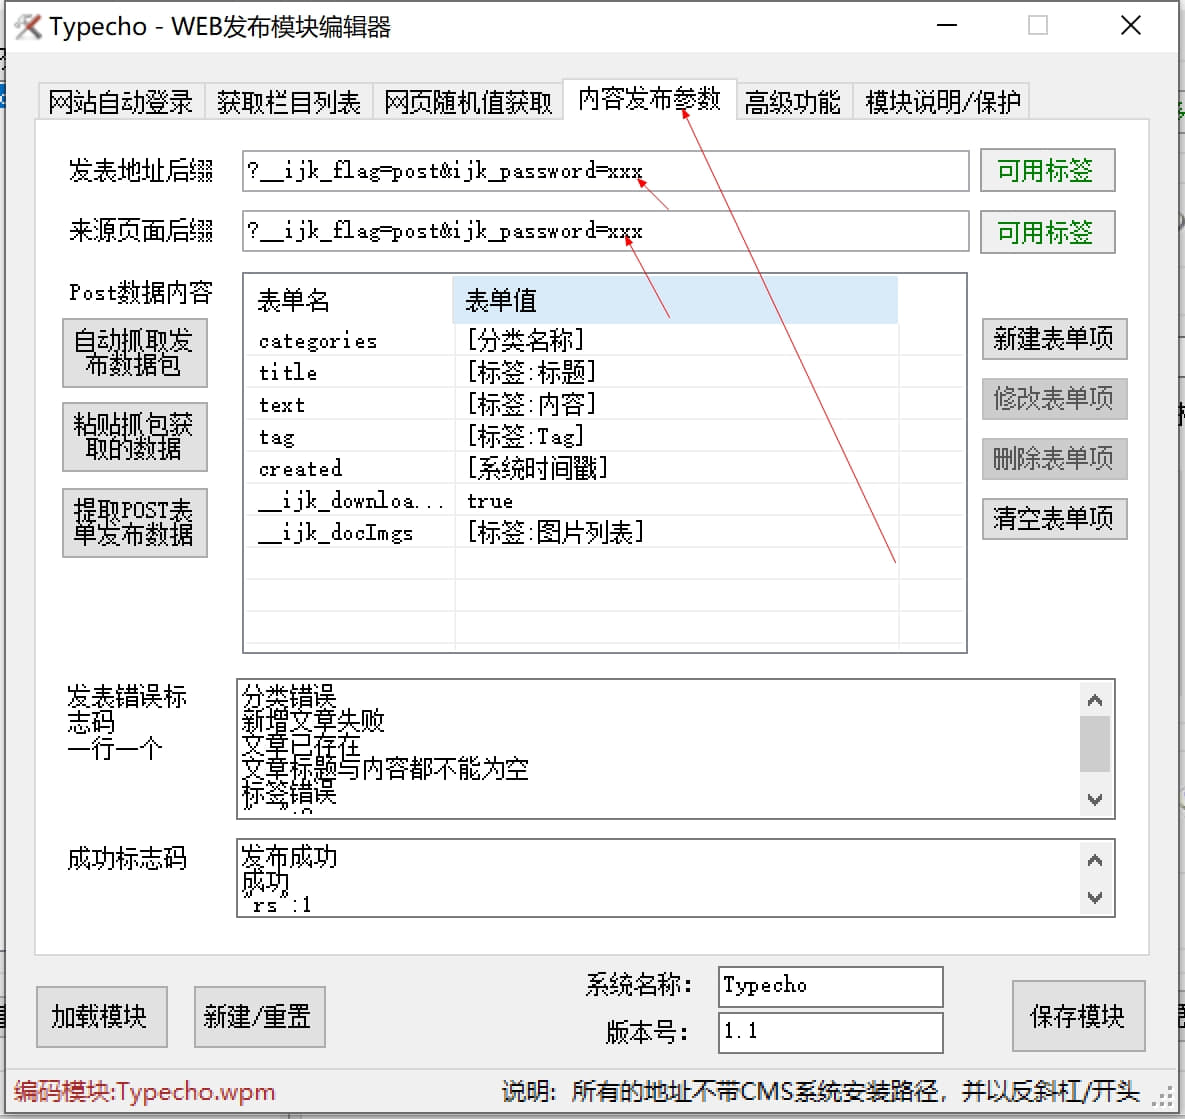 Typecho - WEB发布模块编辑器
网站自动登录 获取栏目列表 网页随机值获取 内容发布参数 高级功能 模块说明/保护
发表地址后缀 ?__ijk_flag=post&ijk_password=xxx 可用标签
来源页面后缀 ?__ijk_flag=post&ijk_password=xxx 可用标签
Post数据内容
自动抓取发
布数据包
粘贴抓包获
取的数据
提取POST表
单发布数据
表单名 表单值
categories [分类名称]
title [标签:标题]
text [标签:内容]
tag [标签:Tag]
created [系统时间戳]
__ijk_downloa... true
__ijk_docImgs [标签:图片列表]
新建表单项
修改表单项
删除表单项
清空表单项
发表错误标
志码
一行一个
分类错误
新增文章失败
文章已存在
文章标题与内容都不能为空
标签错误
成功标志码
发布成功
成功
"rs":1
加载模块 新建/重置
系统名称: Typecho
版本号: 1.1
保存模块
编码模块:Typecho.wpm
说明: 所有的地址不带CMS系统安装路径，并以反斜杠/开头